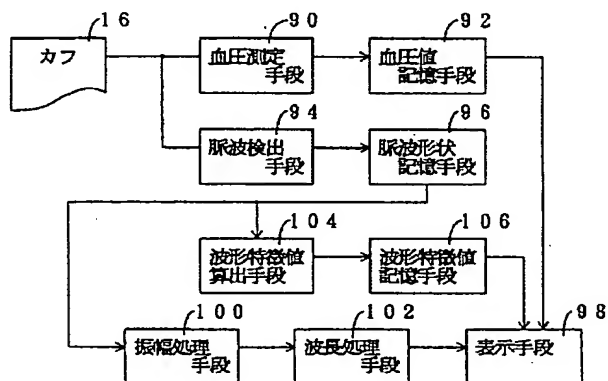 16
90
92
カフ
血圧測定
手段
血圧値
記憶手段
94
96
脈波検出
手段
脈波形状
記憶手段
104
106
波形特徴値
算出手段
波形特徴値
記憶手段
100
102
98
振幅処理
手段
波長処理
手段
表示手段